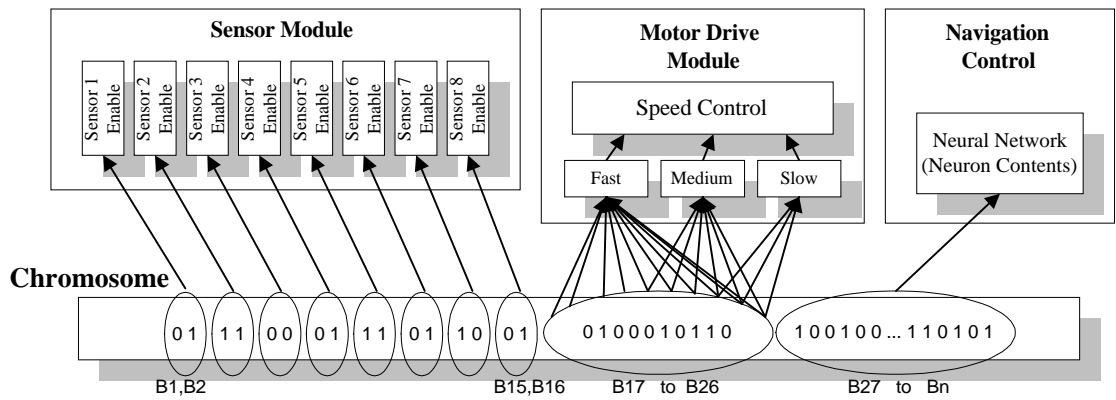 Sensor Module
Sensor 1
Enable
Sensor 2
Enable
Sensor 3
Enable
Sensor 4
Enable
Sensor 5
Enable
Sensor 6
Enable
Sensor 7
Enable
Sensor 8
Enable
Motor Drive
Module
Speed Control
Fast
Medium
Slow
Navigation
Control
Neural Network
(Neuron Contents)
Chromosome
0 1
1 1
0 0
0 1
1 1
0 1
1 0
0 1
0 1 0 0 0 1 0 1 1 0
1 0 0 1 0 0 ... 1 1 0 1 0 1
B1,B2
B15,B16
B17 to B26
B27 to Bn